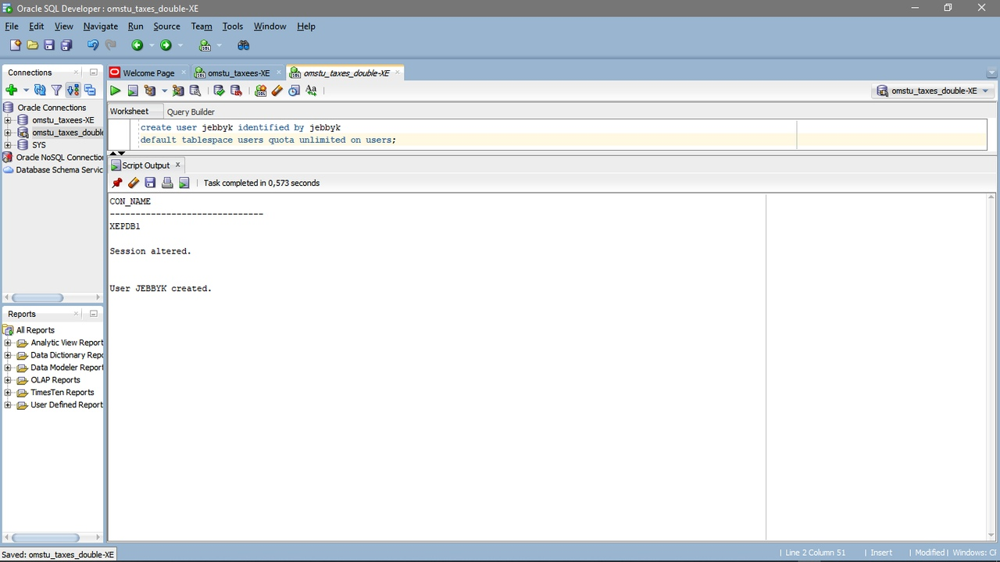 Oracle SQL Developer : omstu_taxes_double-XE
File Edit View Navigate Run Source Team Tools Window Help
Connections
Oracle Connections
omstu_taxees-XE
omstu_taxes_double
SYS
Oracle NoSQL Connection
Database Schema Servic
Reports
All Reports
Analytic View Report
Data Dictionary Repo
Data Modeler Report
OLAP Reports
TimesTen Reports
User Defined Report
Welcome Page
omstu_taxees-XE
omstu_taxes_double-XE
omstu_taxes_double-XE
Worksheet Query Builder
create user jebbyk identified by jebbyk
default tablespace users quota unlimited on users;
Script Output x
Task completed in 0,573 seconds
CON_NAME
------------------------------
XEPDB1
Session altered.
User JEBBYK created.
Saved: omstu_taxes_double-XE
Line 2 Column 51 Insert Modified Windows: CF